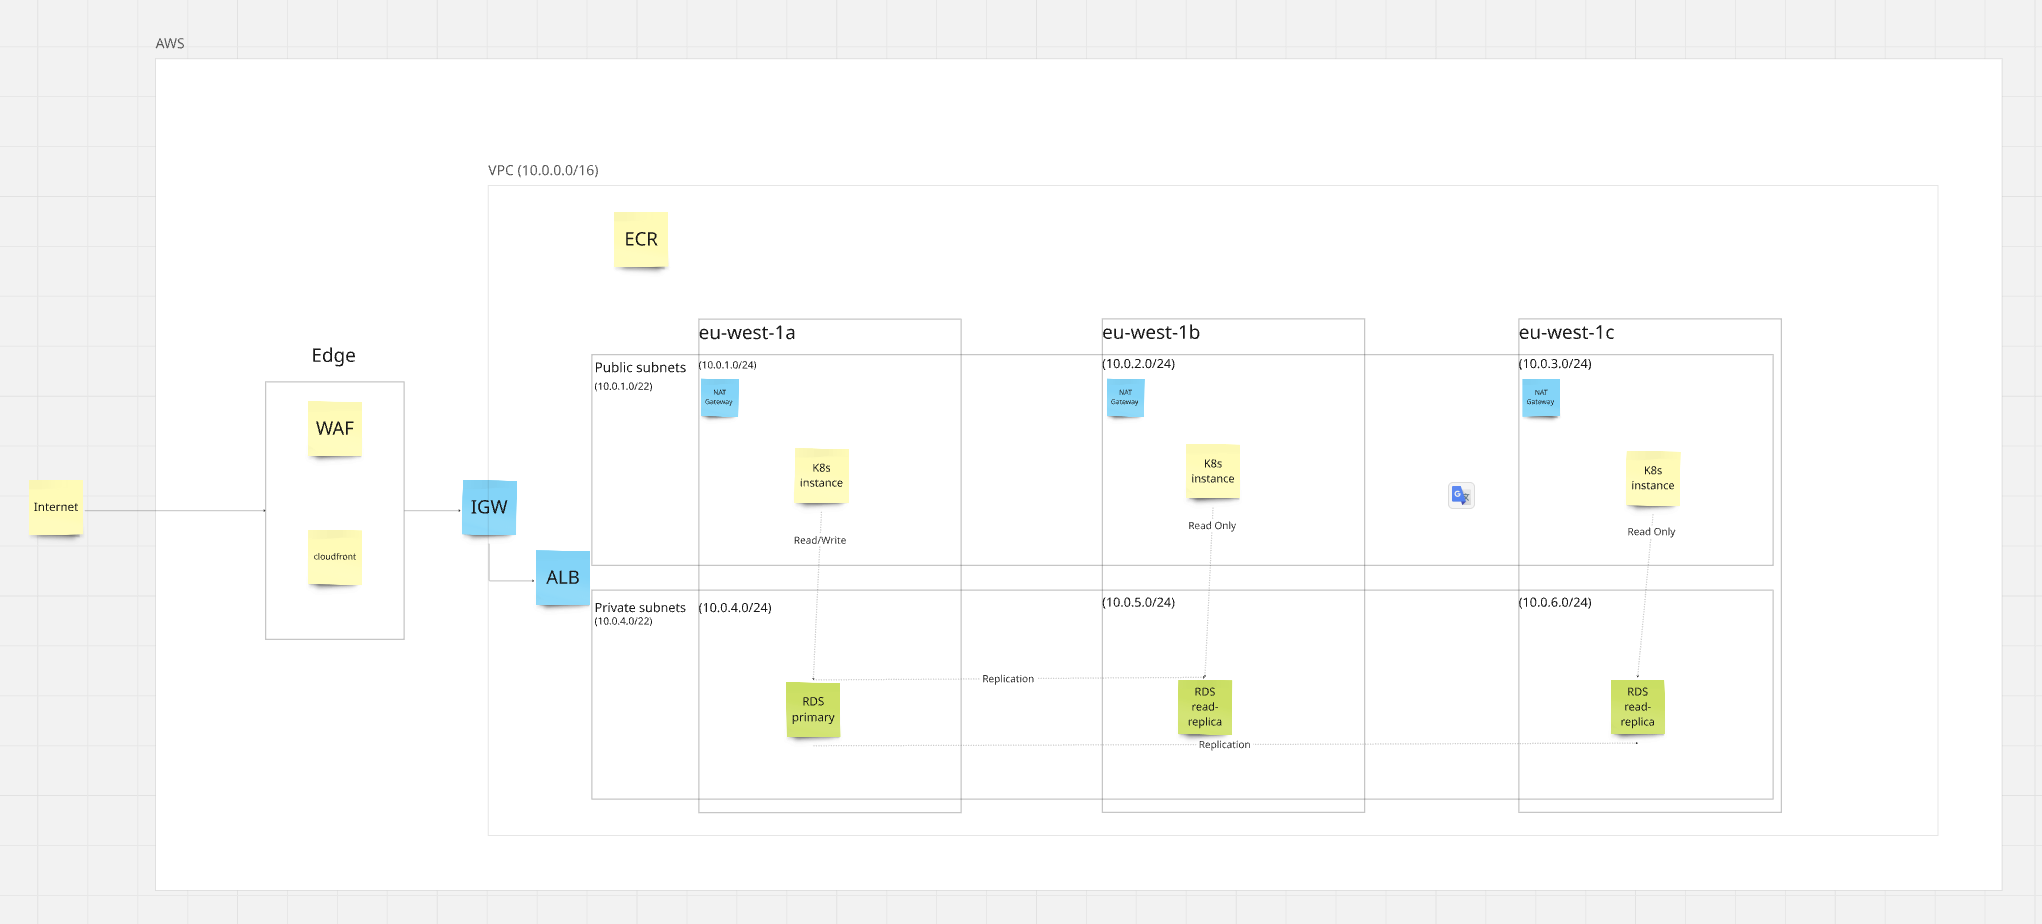 AWS
VPC (10.0.0.0/16)
ECR
eu-west-1a
eu-west-1b
eu-west-1c
Edge
Public subnets
(10.0.1.0/22)
(10.0.1.0/24)
(10.0.2.0/24)
(10.0.3.0/24)
NAT
Gateway
NAT
Gateway
NAT
Gateway
WAF
cloudfront
Internet
IGW
ALB
K8s
instance
K8s
instance
K8s
instance
G
Read/Write
Read Only
Read Only
Private subnets
(10.0.4.0/22)
(10.0.4.0/24)
(10.0.5.0/24)
(10.0.6.0/24)
Replication
RDS
primary
RDS
read-
replica
RDS
read-
replica
Replication